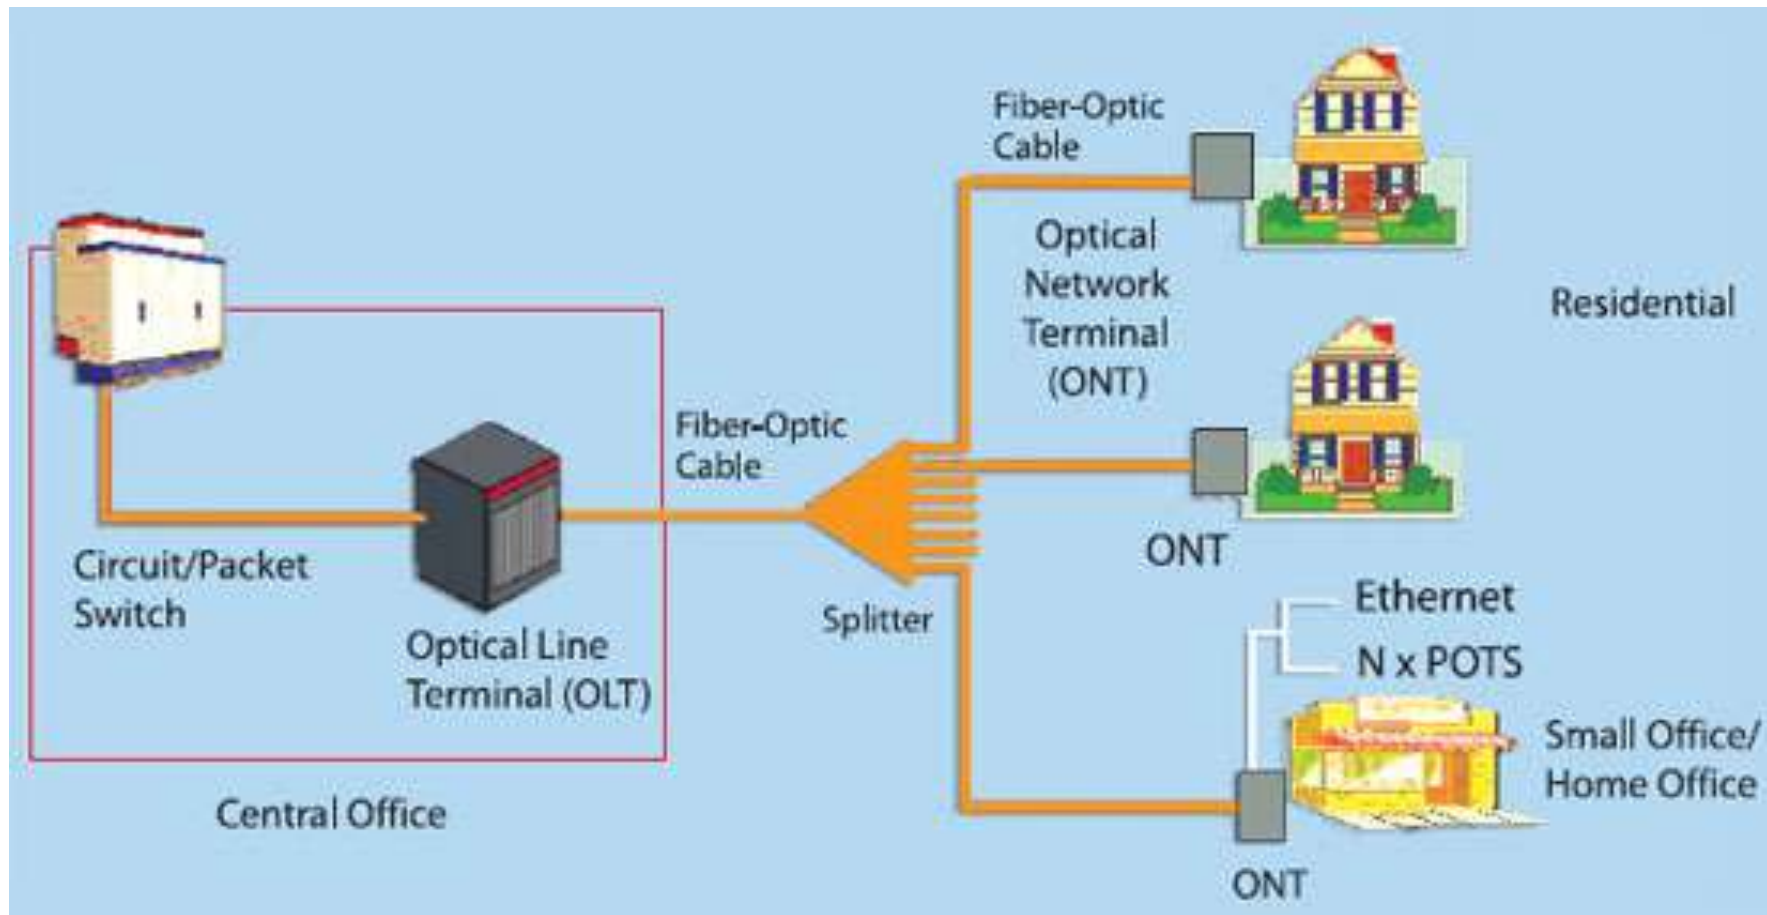 Fiber-Optic
Cable
Optical
Network
Terminal
(ONT)
Residential
Fiber-Optic
Cable
ONT
Circuit/Packet
Switch
Optical Line
Terminal (OLT)
Splitter
Ethernet
N x POTS
Small Office/
Home Office
Central Office
ONT